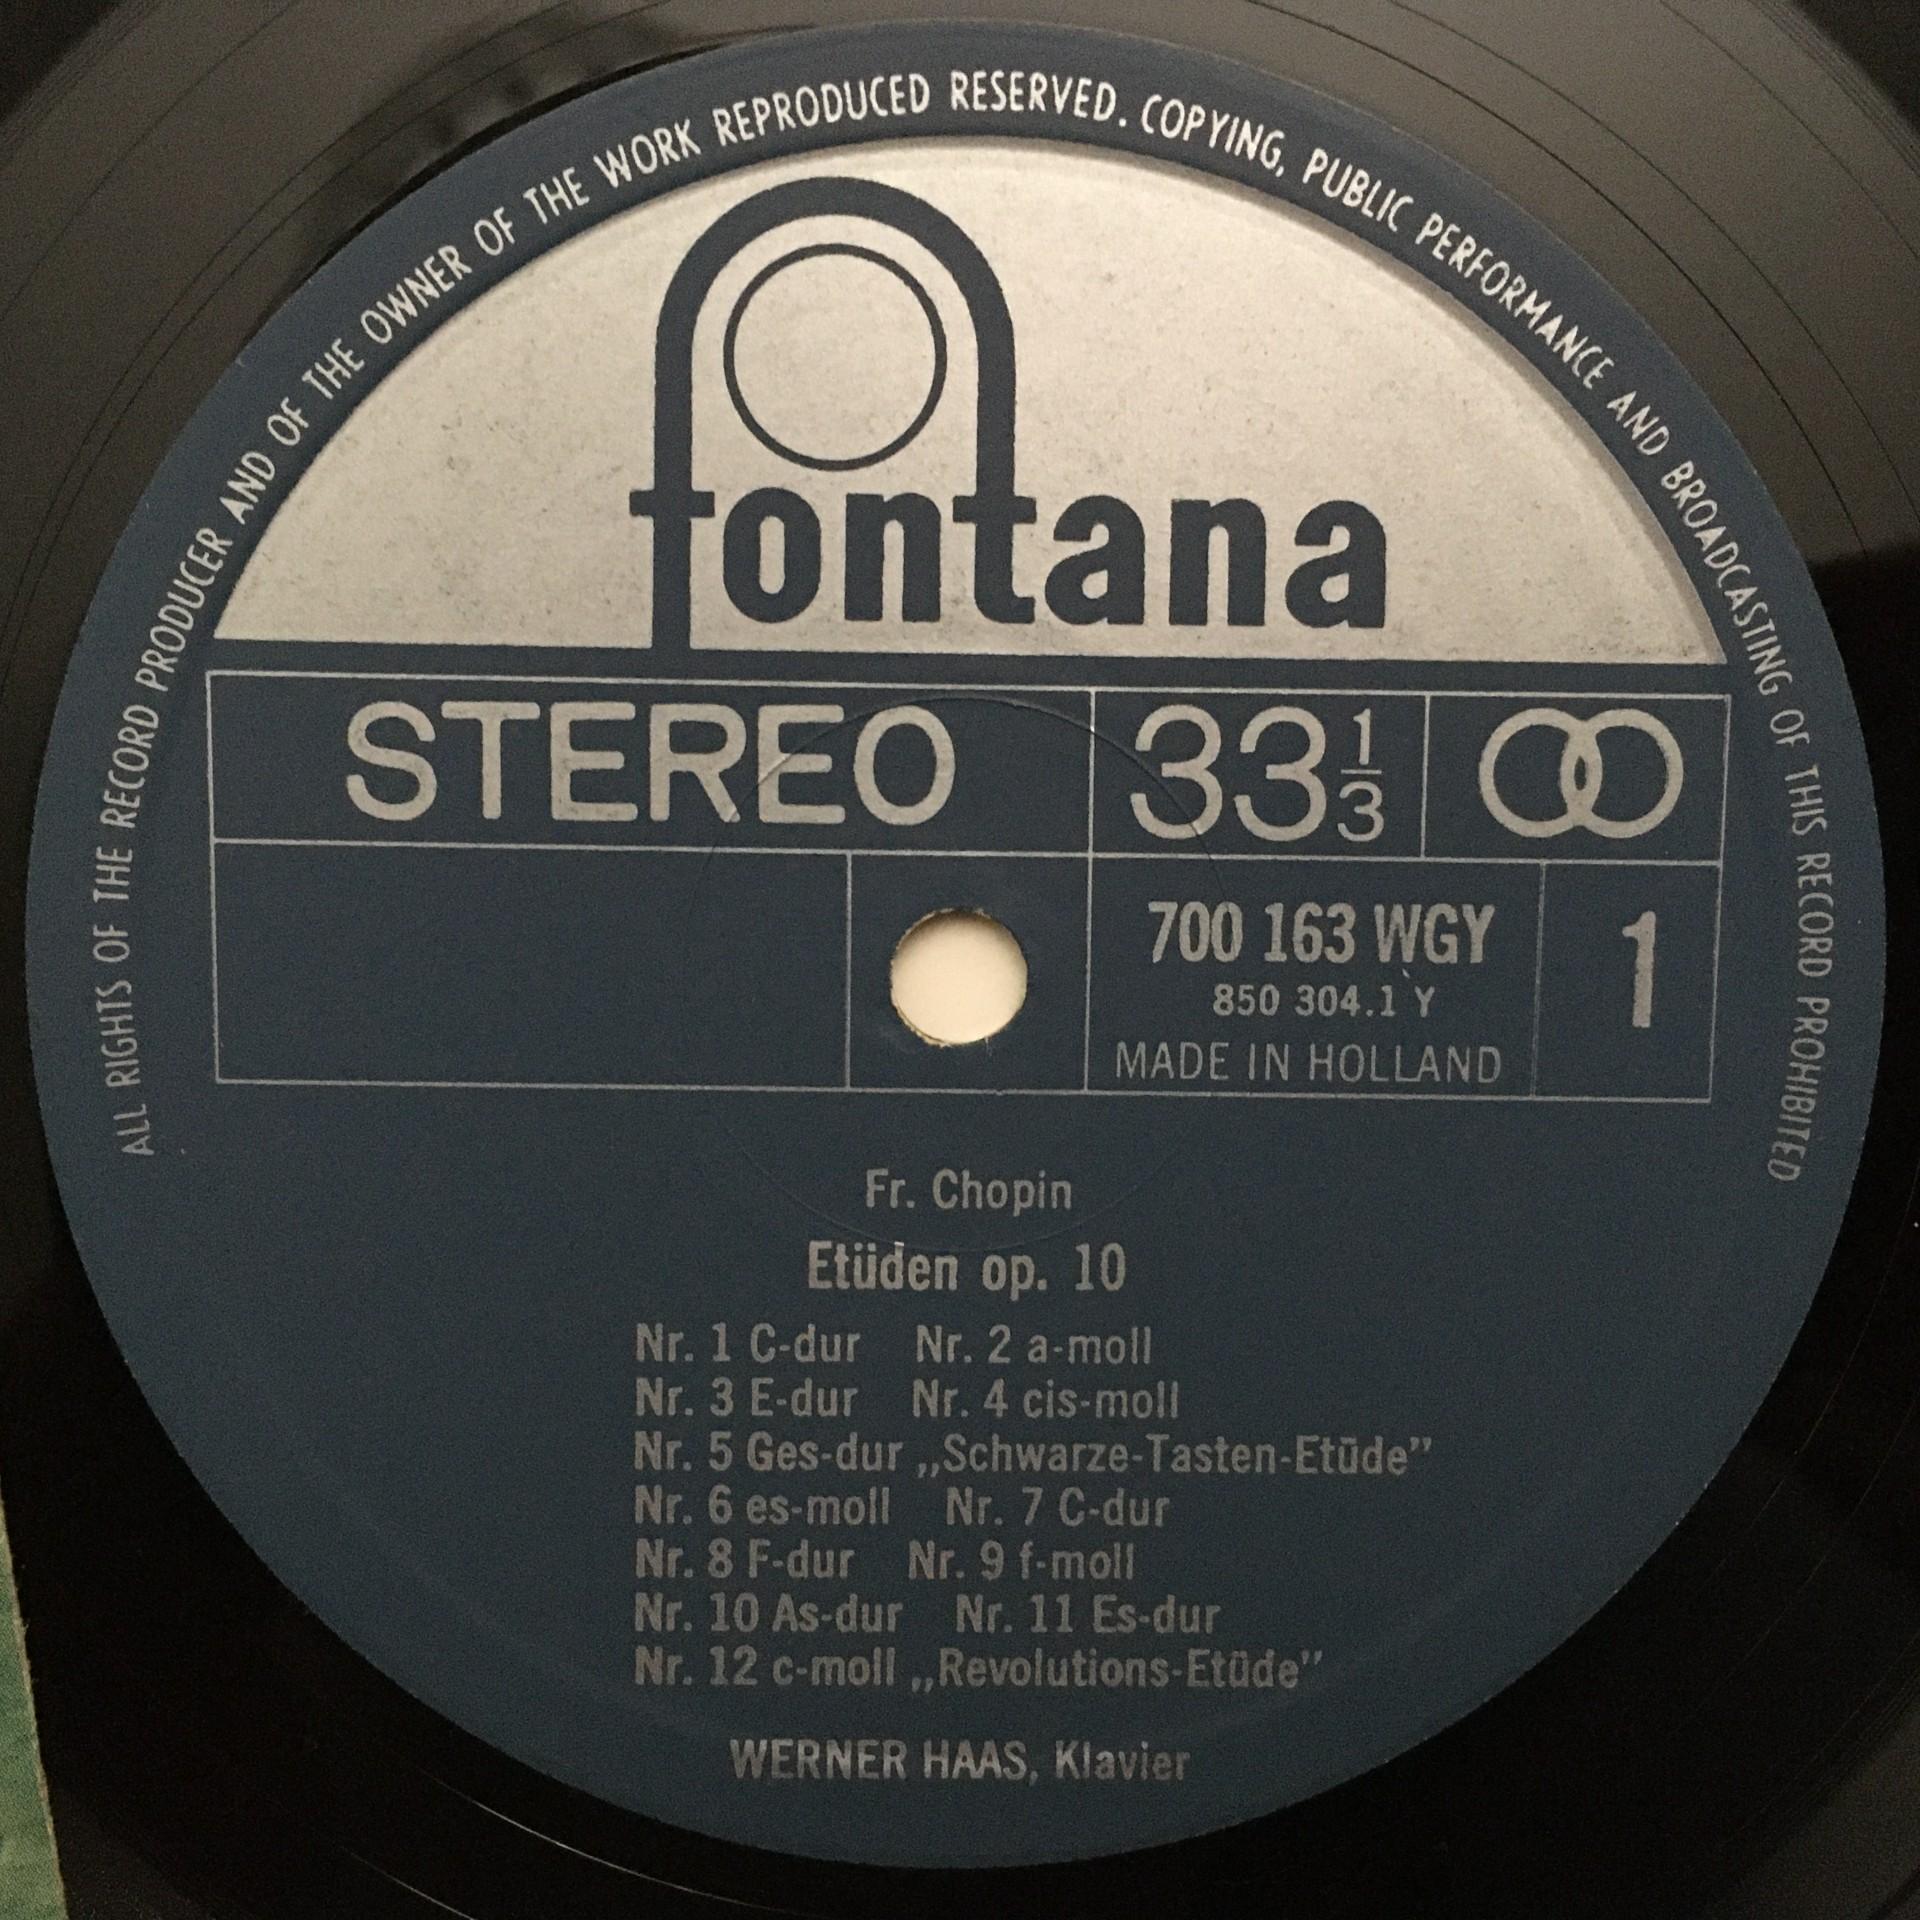 ALL RIGHTS OF THE RECORD PRODUCER AND OF THE OWNER OF THE WORK REPRODUCED RESERVED. COPYING, PUBLIC PERFORMANCE AND BROADCASTING OF THIS RECORD PROHIBITED
fontana
STEREO 33 1/3
700 163 WGY 1
850 304.1 Y
MADE IN HOLLAND
Fr. Chopin
Etüden op. 10
Nr. 1 C-dur Nr. 2 a-moll
Nr. 3 E-dur Nr. 4 cis-moll
Nr. 5 Ges-dur „Schwarze-Tasten-Etüde”
Nr. 6 es-moll Nr. 7 C-dur
Nr. 8 F-dur Nr. 9 f-moll
Nr. 10 As-dur Nr. 11 Es-dur
Nr. 12 c-moll „Revolutions-Etüde”
WERNER HAAS, Klavier